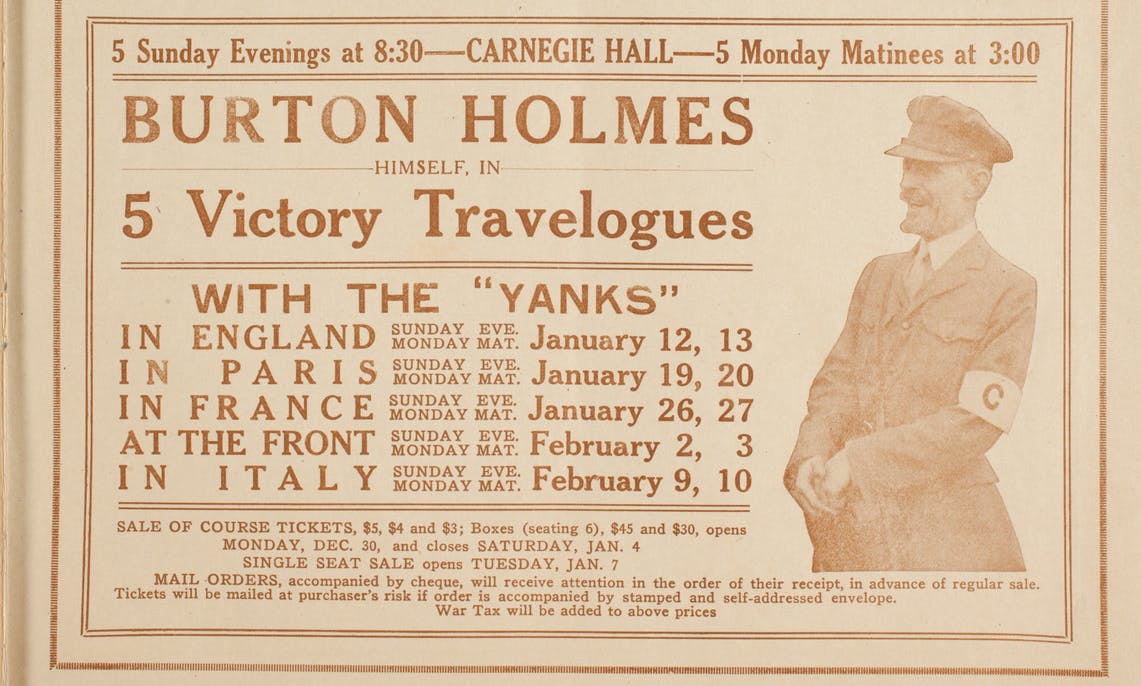 5 Sunday Evenings at 8:30—CARNEGIE HALL—5 Monday Matinees at 3:00
BURTON HOLMES
HIMSELF, IN
5 Victory Travelogues
WITH THE "YANKS"
IN ENGLAND SUNDAY EVE. MONDAY MAT. January 12, 13
IN PARIS SUNDAY EVE. MONDAY MAT. January 19, 20
IN FRANCE SUNDAY EVE. MONDAY MAT. January 26, 27
AT THE FRONT SUNDAY EVE. MONDAY MAT. February 2, 3
IN ITALY SUNDAY EVE. MONDAY MAT. February 9, 10
C
SALE OF COURSE TICKETS, $5, $4 and $3; Boxes (seating 6), $45 and $30, opens
MONDAY, DEC. 30, and closes SATURDAY, JAN. 4
SINGLE SEAT SALE opens TUESDAY, JAN. 7
MAIL ORDERS, accompanied by cheque, will receive attention in the order of their receipt, in advance of regular sale.
Tickets will be mailed at purchaser's risk if order is accompanied by stamped and self-addressed envelope.
War Tax will be added to above prices